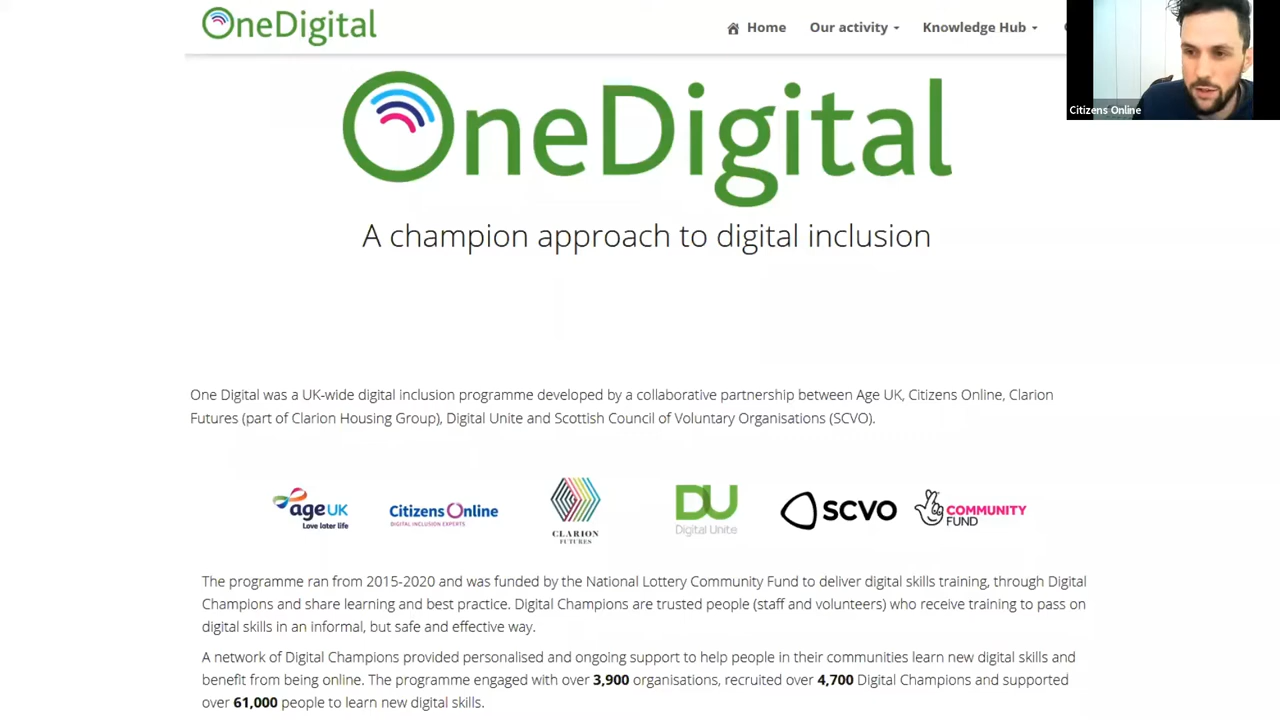 OneDigital
Home
Our activity
Knowledge Hub
Citizens Online
OneDigital
A champion approach to digital inclusion
One Digital was a UK-wide digital inclusion programme developed by a collaborative partnership between Age UK, Citizens Online, Clarion
Futures (part of Clarion Housing Group), Digital Unite and Scottish Council of Voluntary Organisations (SCVO).
age UK
Love later life
Citizens Online
DIGITAL INCLUSION EXPERTS
CLARION
FUTURES
DU
Digital Unite
SCVO
COMMUNITY
FUND
The programme ran from 2015-2020 and was funded by the National Lottery Community Fund to deliver digital skills training, through Digital
Champions and share learning and best practice. Digital Champions are trusted people (staff and volunteers) who receive training to pass on
digital skills in an informal, but safe and effective way.
A network of Digital Champions provided personalised and ongoing support to help people in their communities learn new digital skills and
benefit from being online. The programme engaged with over 3,900 organisations, recruited over 4,700 Digital Champions and supported
over 61,000 people to learn new digital skills.